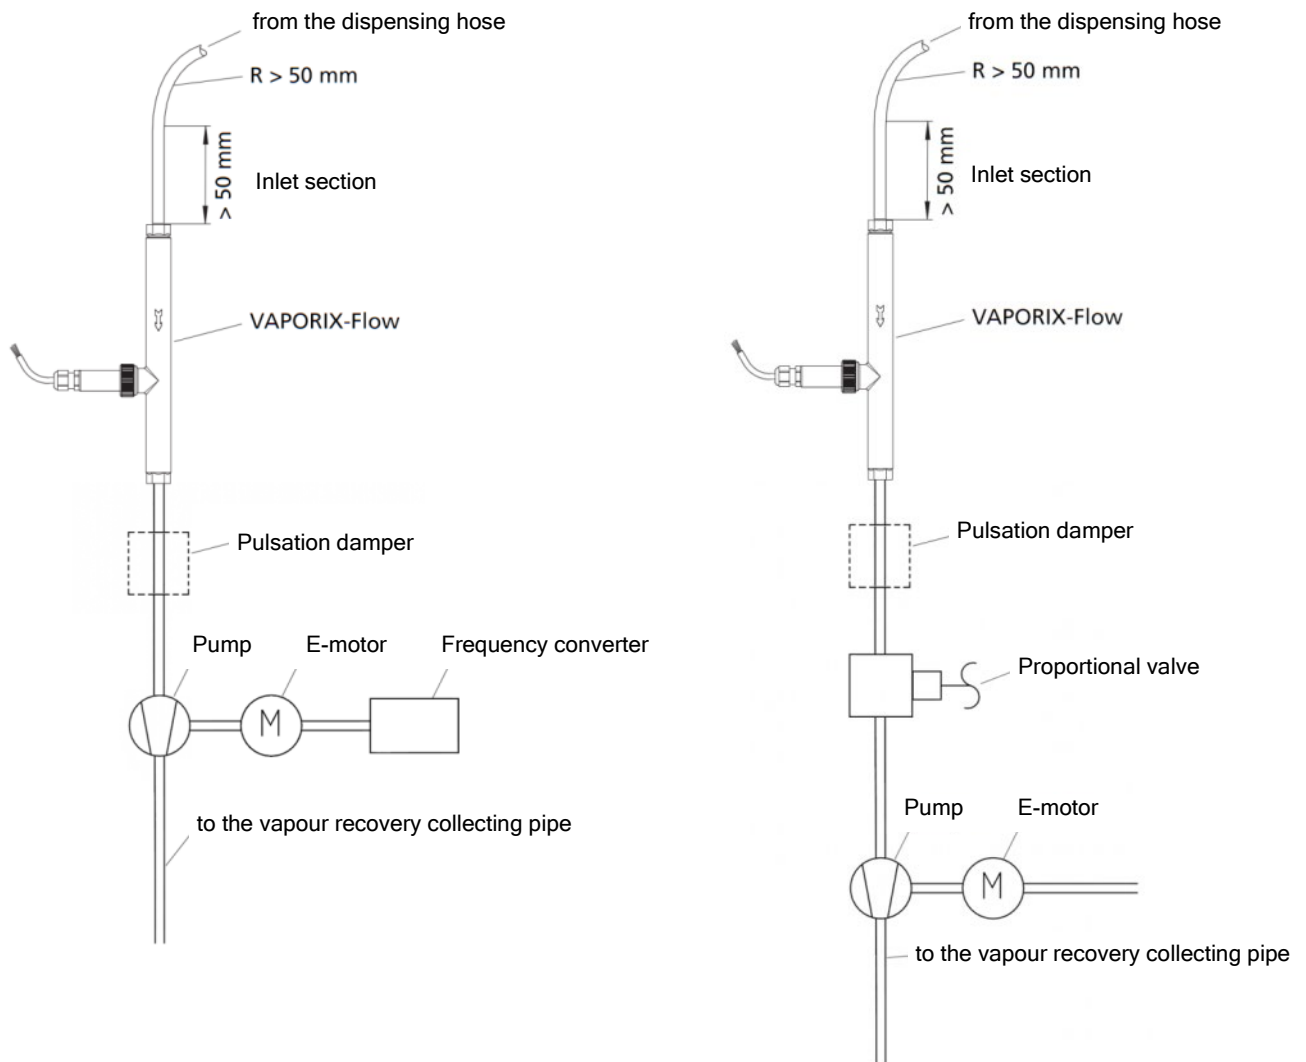 from the dispensing hose
R > 50 mm
> 50 mm
Inlet section
VAPORIX-Flow
Pulsation damper
Pump
E-motor
Frequency converter
M
to the vapour recovery collecting pipe
from the dispensing hose
R > 50 mm
> 50 mm
Inlet section
VAPORIX-Flow
Pulsation damper
Proportional valve
Pump
E-motor
M
to the vapour recovery collecting pipe